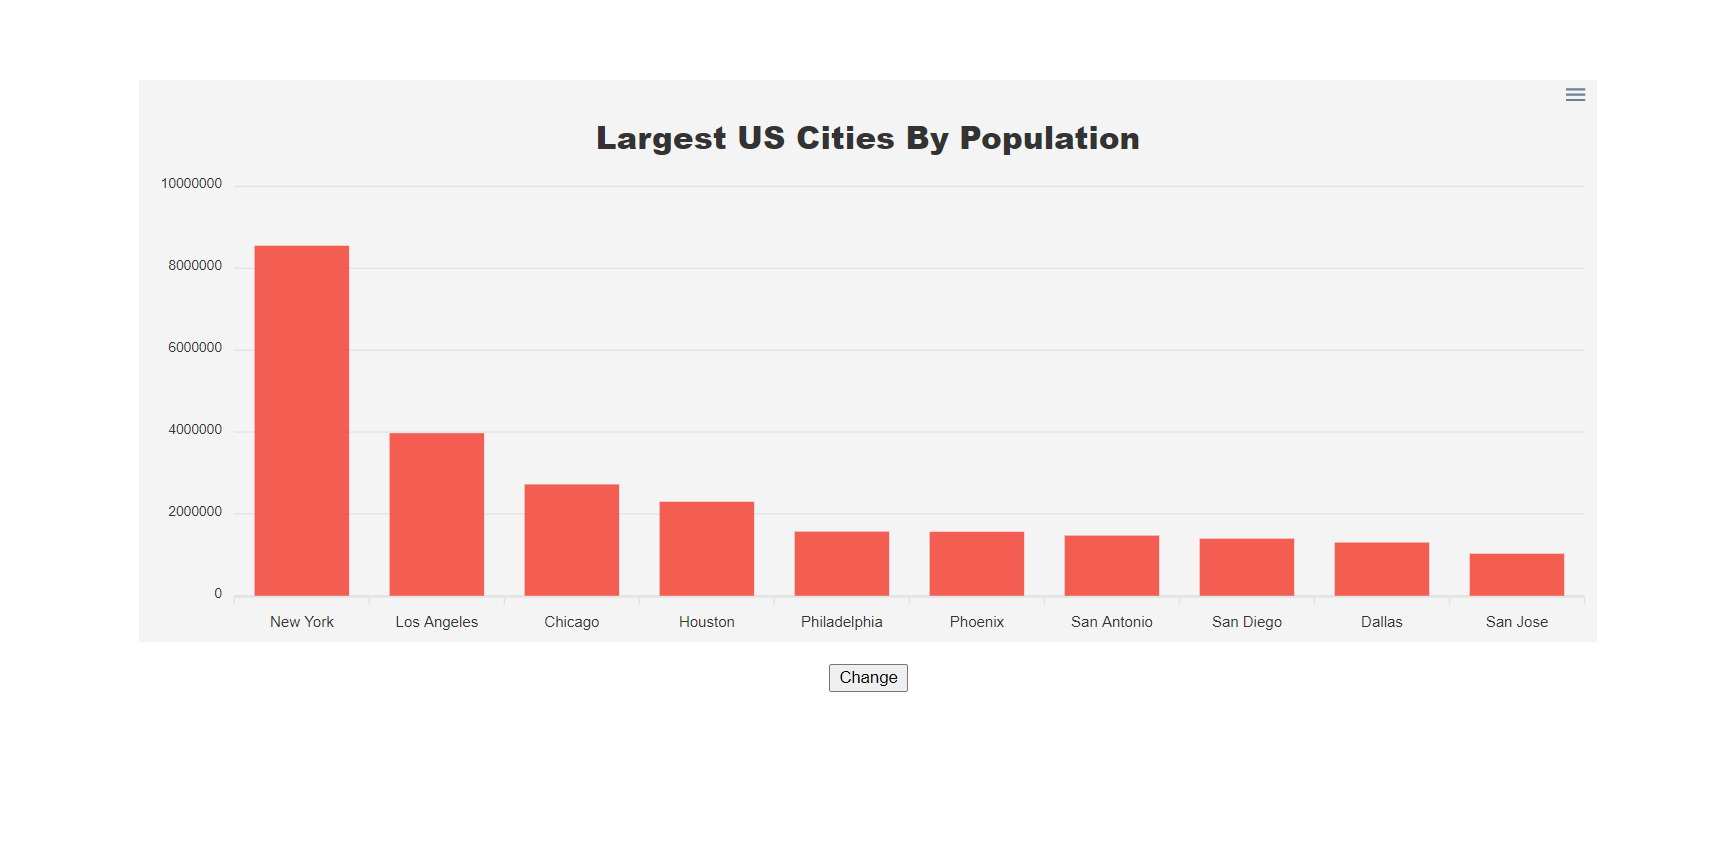 Largest US Cities By Population
10000000
8000000
6000000
4000000
2000000
0
New York Los Angeles Chicago Houston Philadelphia Phoenix San Antonio San Diego Dallas San Jose
Change